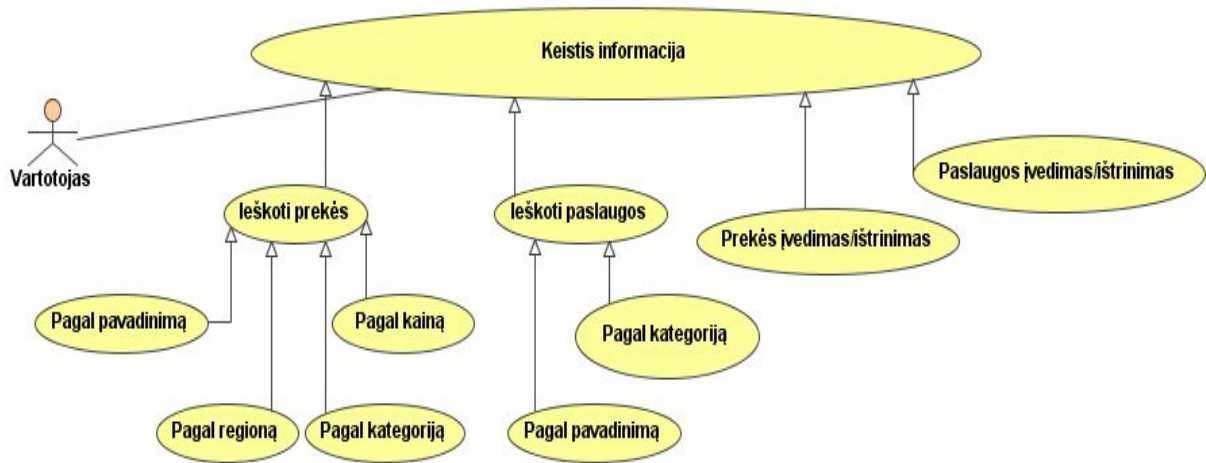 Keistis informacija
Vartotojas
Paslaugos įvedimas/ištrinimas
Ieškoti prekės
Ieškoti paslaugos
Prekės įvedimas/ištrinimas
Pagal pavadinimą
Pagal kainą
Pagal kategoriją
Pagal regioną
Pagal kategoriją
Pagal pavadinimą